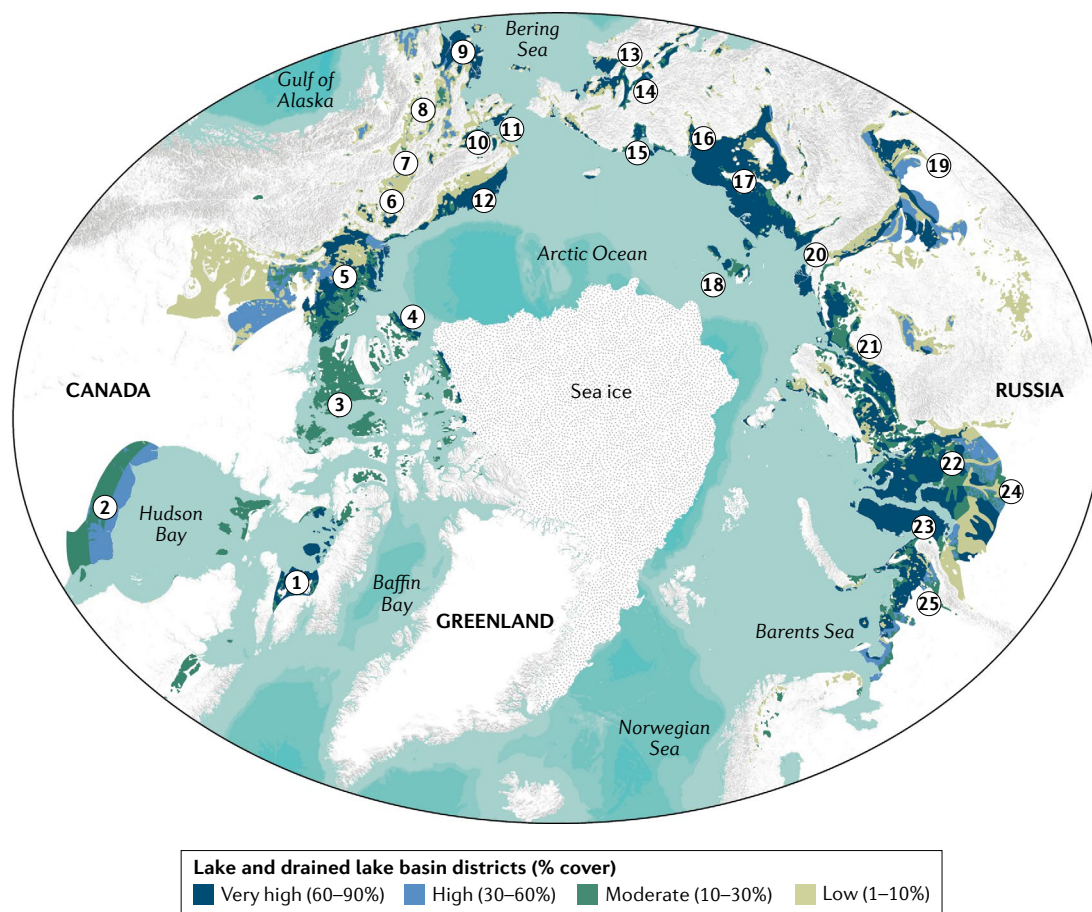 Bering
Sea
Gulf of
Alaska
Arctic Ocean
Sea ice
CANADA
RUSSIA
Hudson
Bay
Baffin
Bay
GREENLAND
Barents Sea
Norwegian
Sea
1
2
3
4
5
6
7
8
9
10
11
12
13
14
15
16
17
18
19
20
21
22
23
24
25
Lake and drained lake basin districts (% cover)
Very high (60–90%) High (30–60%) Moderate (10–30%) Low (1–10%)